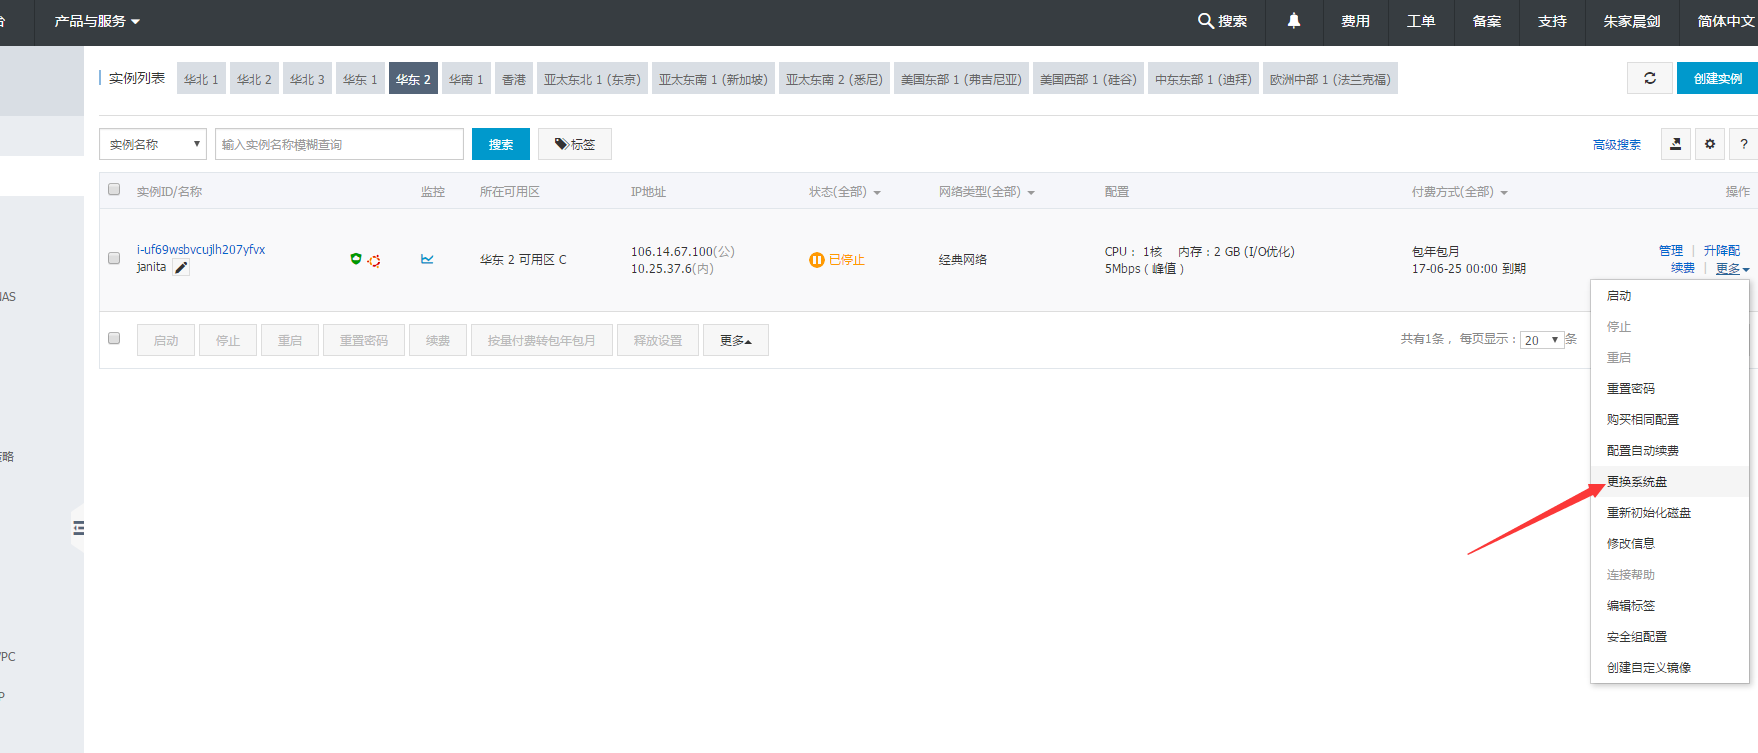 台
产品与服务
搜索
费用
工单
备案
支持
朱家晨剑
简体中文
实例列表
华北 1
华北 2
华北 3
华东 1
华东 2
华南 1
香港
亚太东北 1 (东京)
亚太东南 1 (新加坡)
亚太东南 2 (悉尼)
美国东部 1 (弗吉尼亚)
美国西部 1 (硅谷)
中东东部 1 (迪拜)
欧洲中部 1 (法兰克福)
创建实例
实例名称
输入实例名称模糊查询
搜索
标签
高级搜索
?
实例ID/名称
监控
所在可用区
IP地址
状态(全部)
网络类型(全部)
配置
付费方式(全部)
操作
i-uf69wsbvcujlh207yfvx
janita
华东 2 可用区 C
106.14.67.100(公)
10.25.37.6(内)
已停止
经典网络
CPU： 1核 内存：2 GB (I/O优化)
5Mbps（峰值）
包年包月
17-06-25 00:00 到期
管理 | 升降配
续费 | 更多
启动
停止
重启
重置密码
续费
按量付费转包年包月
释放设置
更多
共有1条， 每页显示：20 条
启动
停止
重启
重置密码
购买相同配置
配置自动续费
更换系统盘
重新初始化磁盘
修改信息
连接帮助
编辑标签
安全组配置
创建自定义镜像
NAS
策略
VPC
P